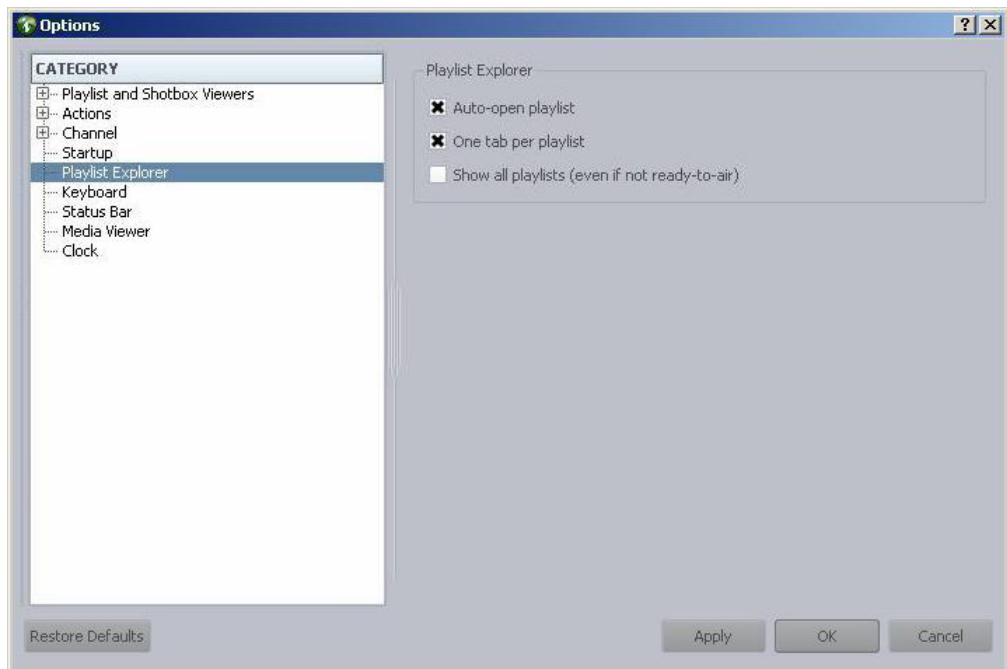 Options
CATEGORY
Playlist and Shotbox Viewers
Actions
Channel
Startup
Playlist Explorer
Keyboard
Status Bar
Media Viewer
Clock
Playlist Explorer
Auto-open playlist
One tab per playlist
Show all playlists (even if not ready-to-air)
Restore Defaults
Apply
OK
Cancel